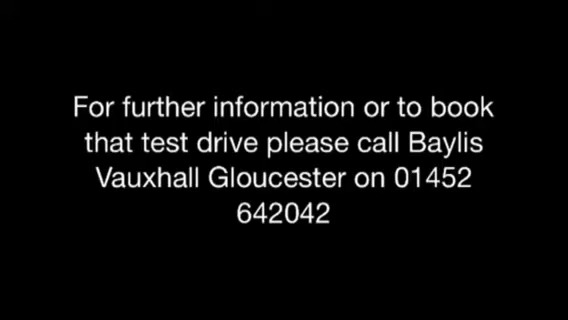 For further information or to book
that test drive please call Baylis
Vauxhall Gloucester on 01452
642042